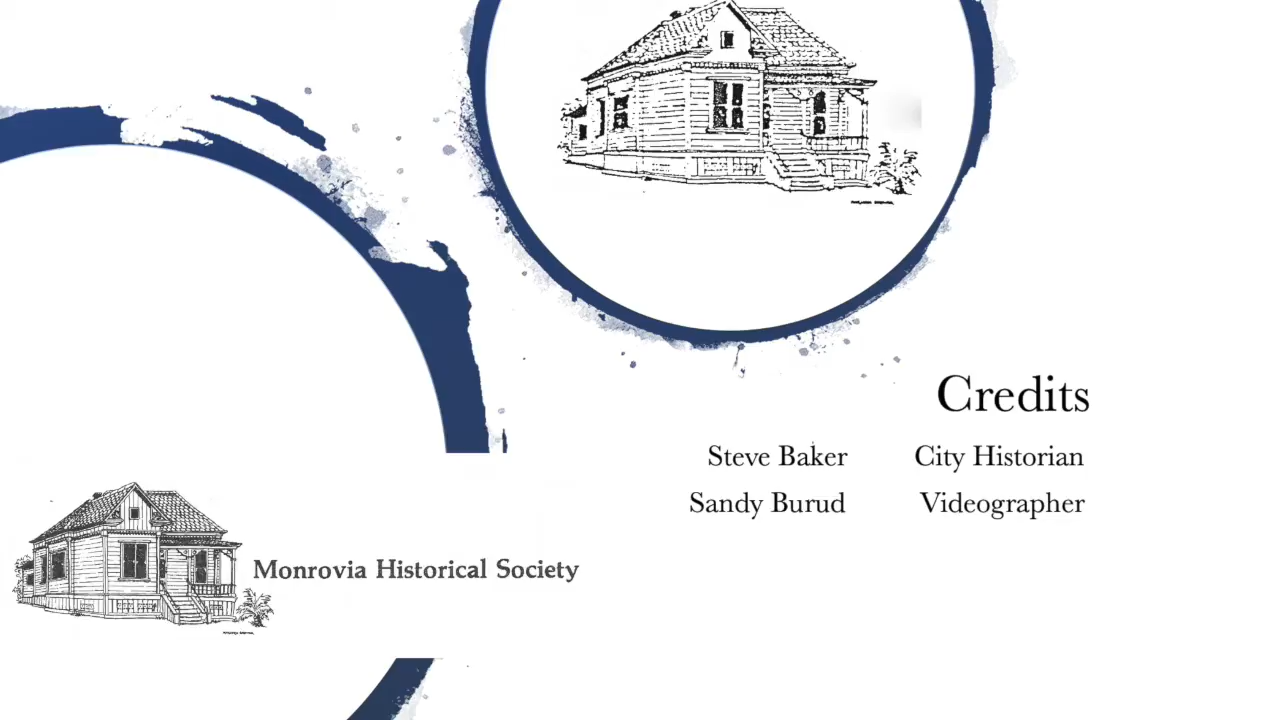 Credits
Steve Baker City Historian
Sandy Burud Videographer
Monrovia Historical Society